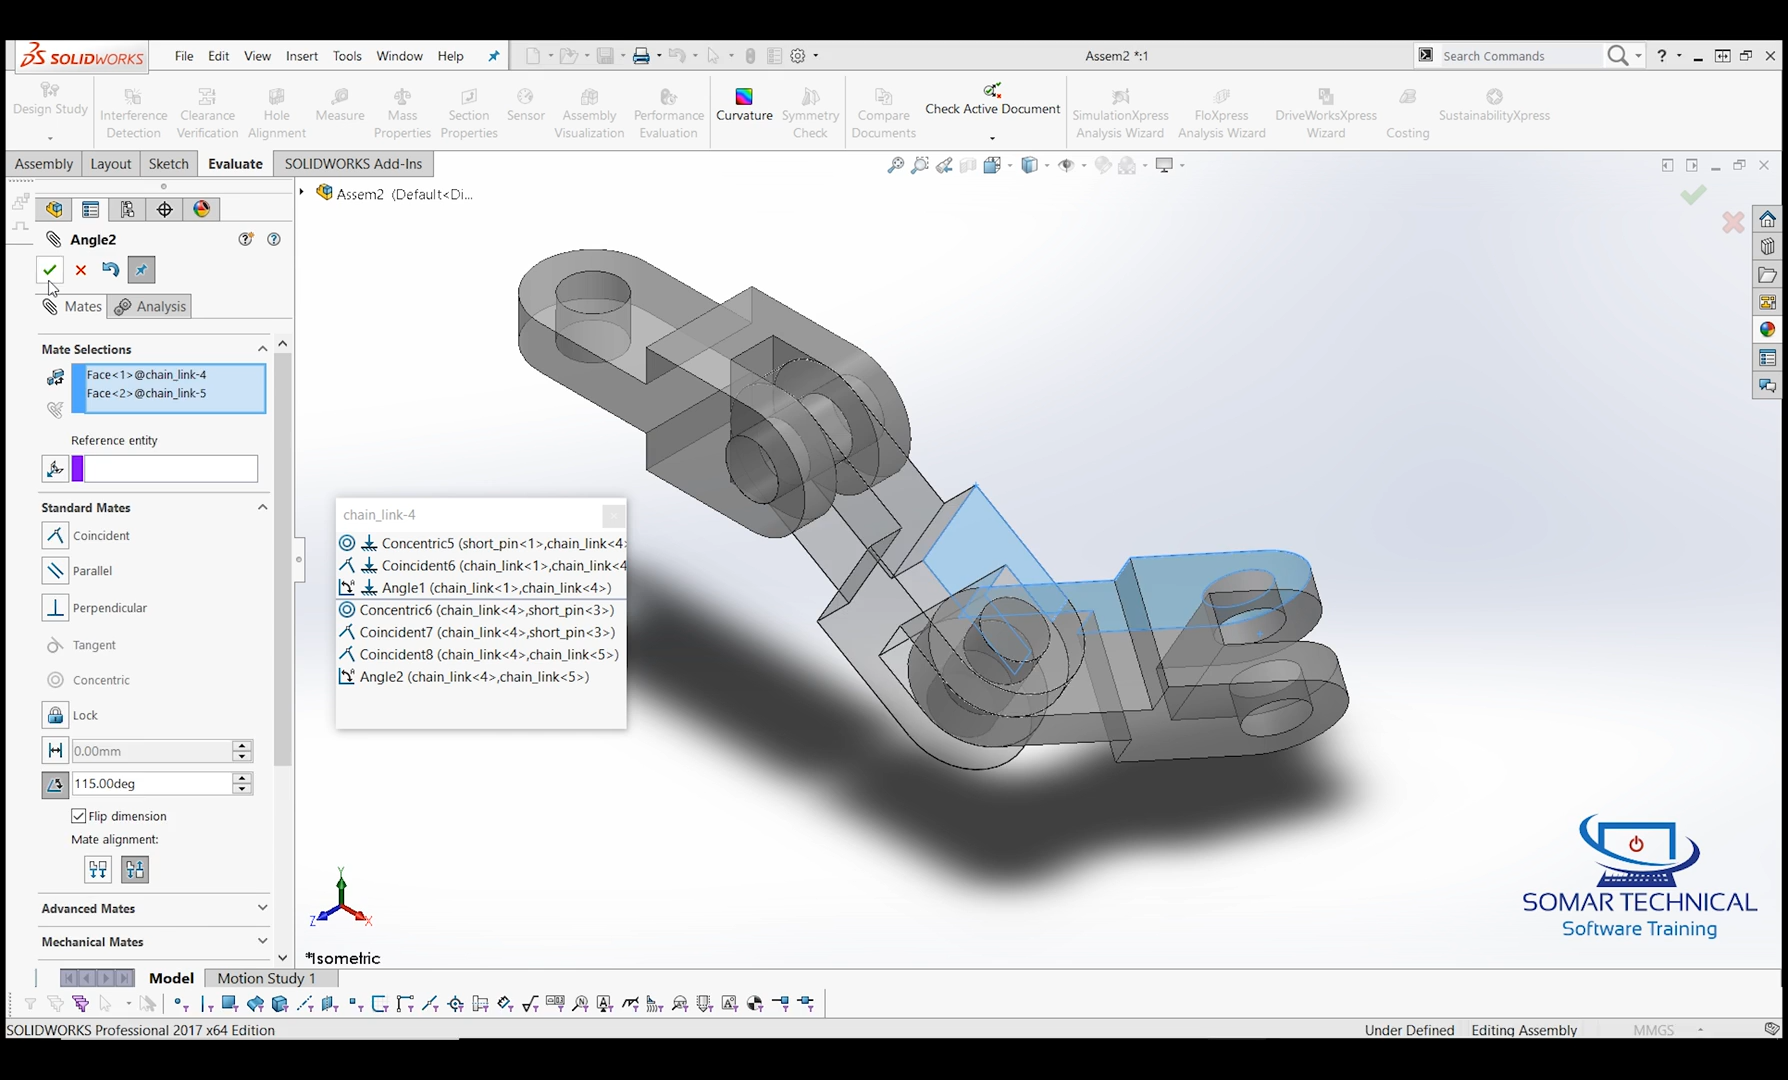 SOLIDWORKS File Edit View Insert Tools Window Help Assem2 *:1 Search Commands ?
Design Study
Interference Detection
Clearance Verification
Hole Alignment
Measure
Mass Properties
Section Properties
Sensor
Assembly Visualization
Performance Evaluation
Curvature
Symmetry Check
Compare Documents
Check Active Document
SimulationXpress Analysis Wizard
FloXpress Analysis Wizard
DriveWorksXpress Wizard
Costing
SustainabilityXpress
Assembly Layout Sketch Evaluate SOLIDWORKS Add-Ins
Assem2 (Default<Di...
Angle2
Mates Analysis
Mate Selections
Face<1>@chain_link-4
Face<2>@chain_link-5
Reference entity
Standard Mates
Coincident
Parallel
Perpendicular
Tangent
Concentric
Lock
0.00mm
115.00deg
Flip dimension
Mate alignment:
Advanced Mates
Mechanical Mates
chain_link-4
Concentric5 (short_pin<1>,chain_link<4>
Coincident6 (chain_link<1>,chain_link<4
Angle1 (chain_link<1>,chain_link<4>)
Concentric6 (chain_link<4>,short_pin<3>)
Coincident7 (chain_link<4>,short_pin<3>)
Coincident8 (chain_link<4>,chain_link<5>)
Angle2 (chain_link<4>,chain_link<5>)
Y
Z
X
*Isometric
SOMAR TECHNICAL
Software Training
Model Motion Study 1
SOLIDWORKS Professional 2017 x64 Edition Under Defined Editing Assembly MMGS